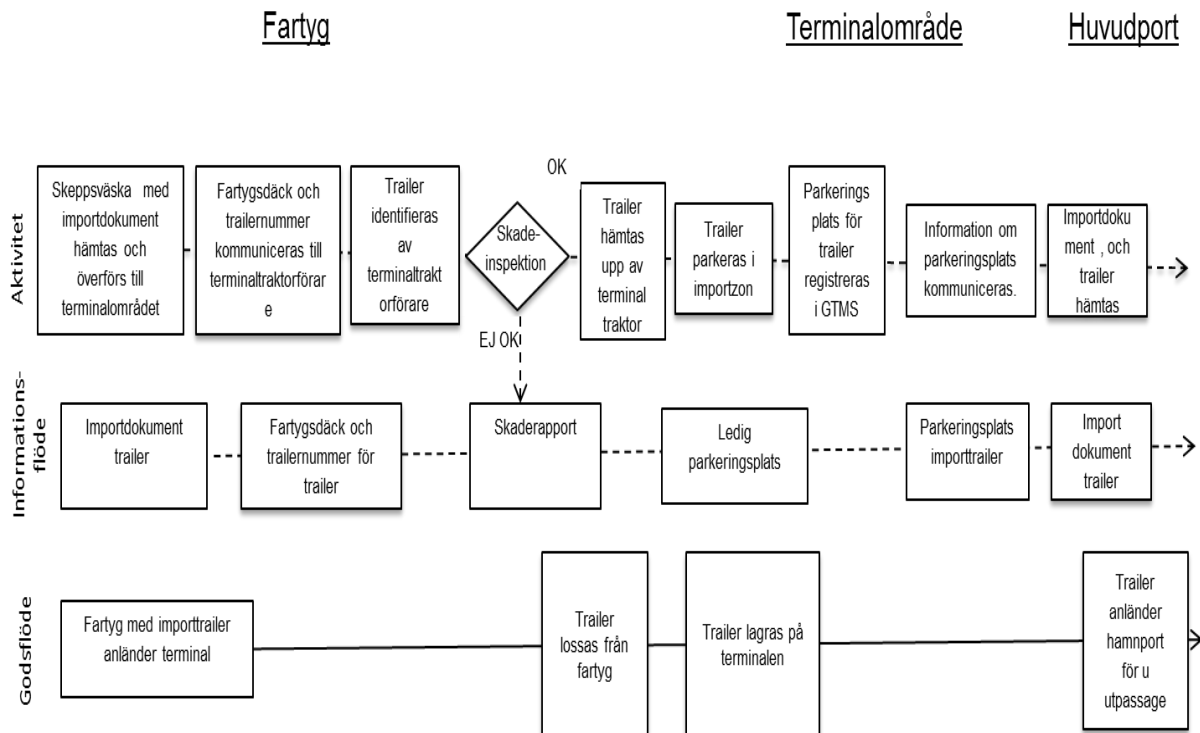 Fartyg
Terminalområde
Huvudport
Aktivitet
Skeppsväska med
importdokument
hämtas och
överförs till
terminalområdet
Fartygsdäck och
trailernummer
kommuniceras till
terminaltraktorförar
e
Trailer
identifieras
av
terminaltrakt
orförare
Skade-
inspektion
OK
EJ OK
Trailer
hämtas
upp av
terminal
traktor
Trailer
parkeras i
importzon
Parkerings
plats för
trailer
registreras
i GTMS
Information om
parkeringsplats
kommuniceras.
Importdoku
ment , och
trailer
hämtas
Informations-
flöde
Importdokument
trailer
Fartygsdäck och
trailernummer för
trailer
Skaderapport
Ledig
parkeringsplats
Parkeringsplats
importtrailer
Import
dokument
trailer
Godsflöde
Fartyg med importtrailer
anländer terminal
Trailer
lossas från
fartyg
Trailer lagras på
terminalen
Trailer
anländer
hamnport
för u
utpassage